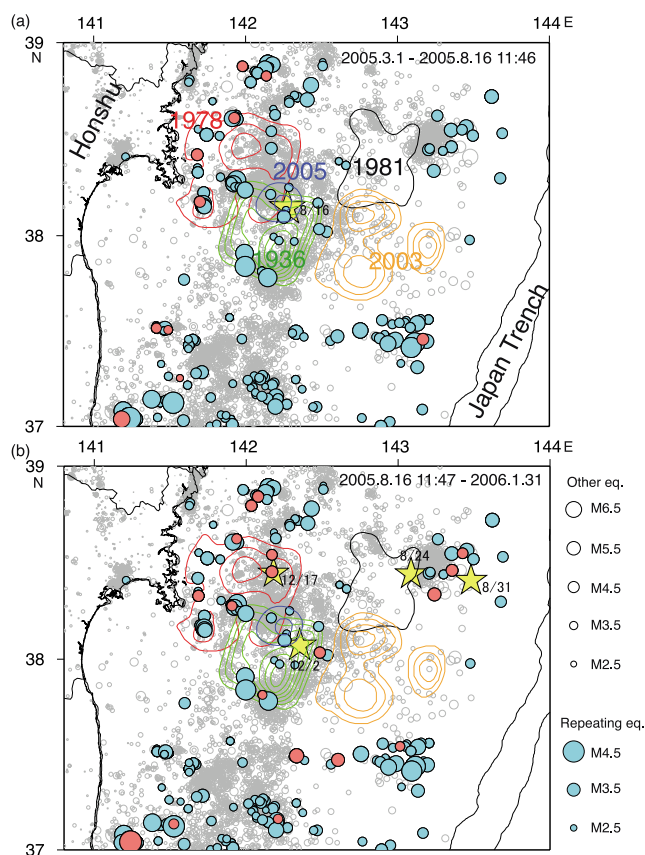 (a)
141 142 143 144 E
39
N
2005.3.1 - 2005.8.16 11:46
Honshu
1978
2005
1981
8/16
38
1936
2003
Japan Trench
37
141 142 143 144 E
(b)
39
N
2005.8.16 11:47 - 2006.1.31
8/24
8/31
12/17
12/2
38
37
Other eq.
M6.5
M5.5
M4.5
M3.5
M2.5
Repeating eq.
M4.5
M3.5
M2.5